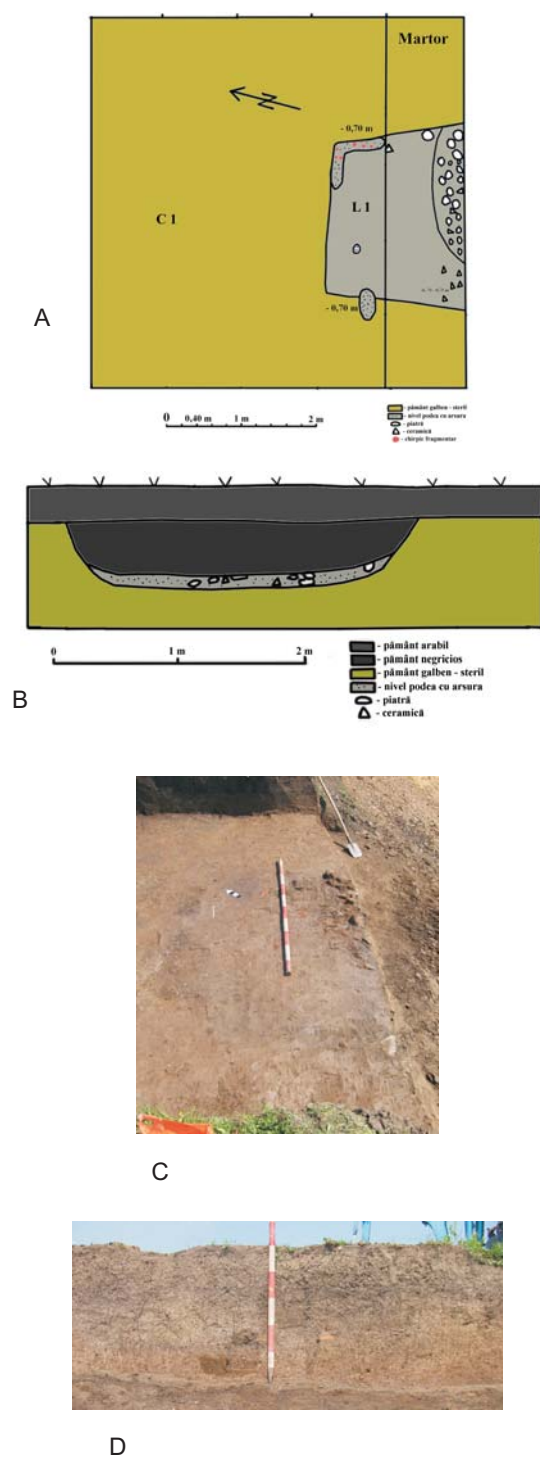 Martor
- 0,70 m
C 1
L 1
- 0,70 m
A
0 0,40 m 1 m 2 m
- pământ galben - steril
- nivel podea cu arsura
- piatră
- ceramică
- chirpic fragmentar
0 1 m 2 m
- pământ arabil
- pământ negricios
- pământ galben - steril
- nivel podea cu arsura
- piatră
- ceramică
B
C
D